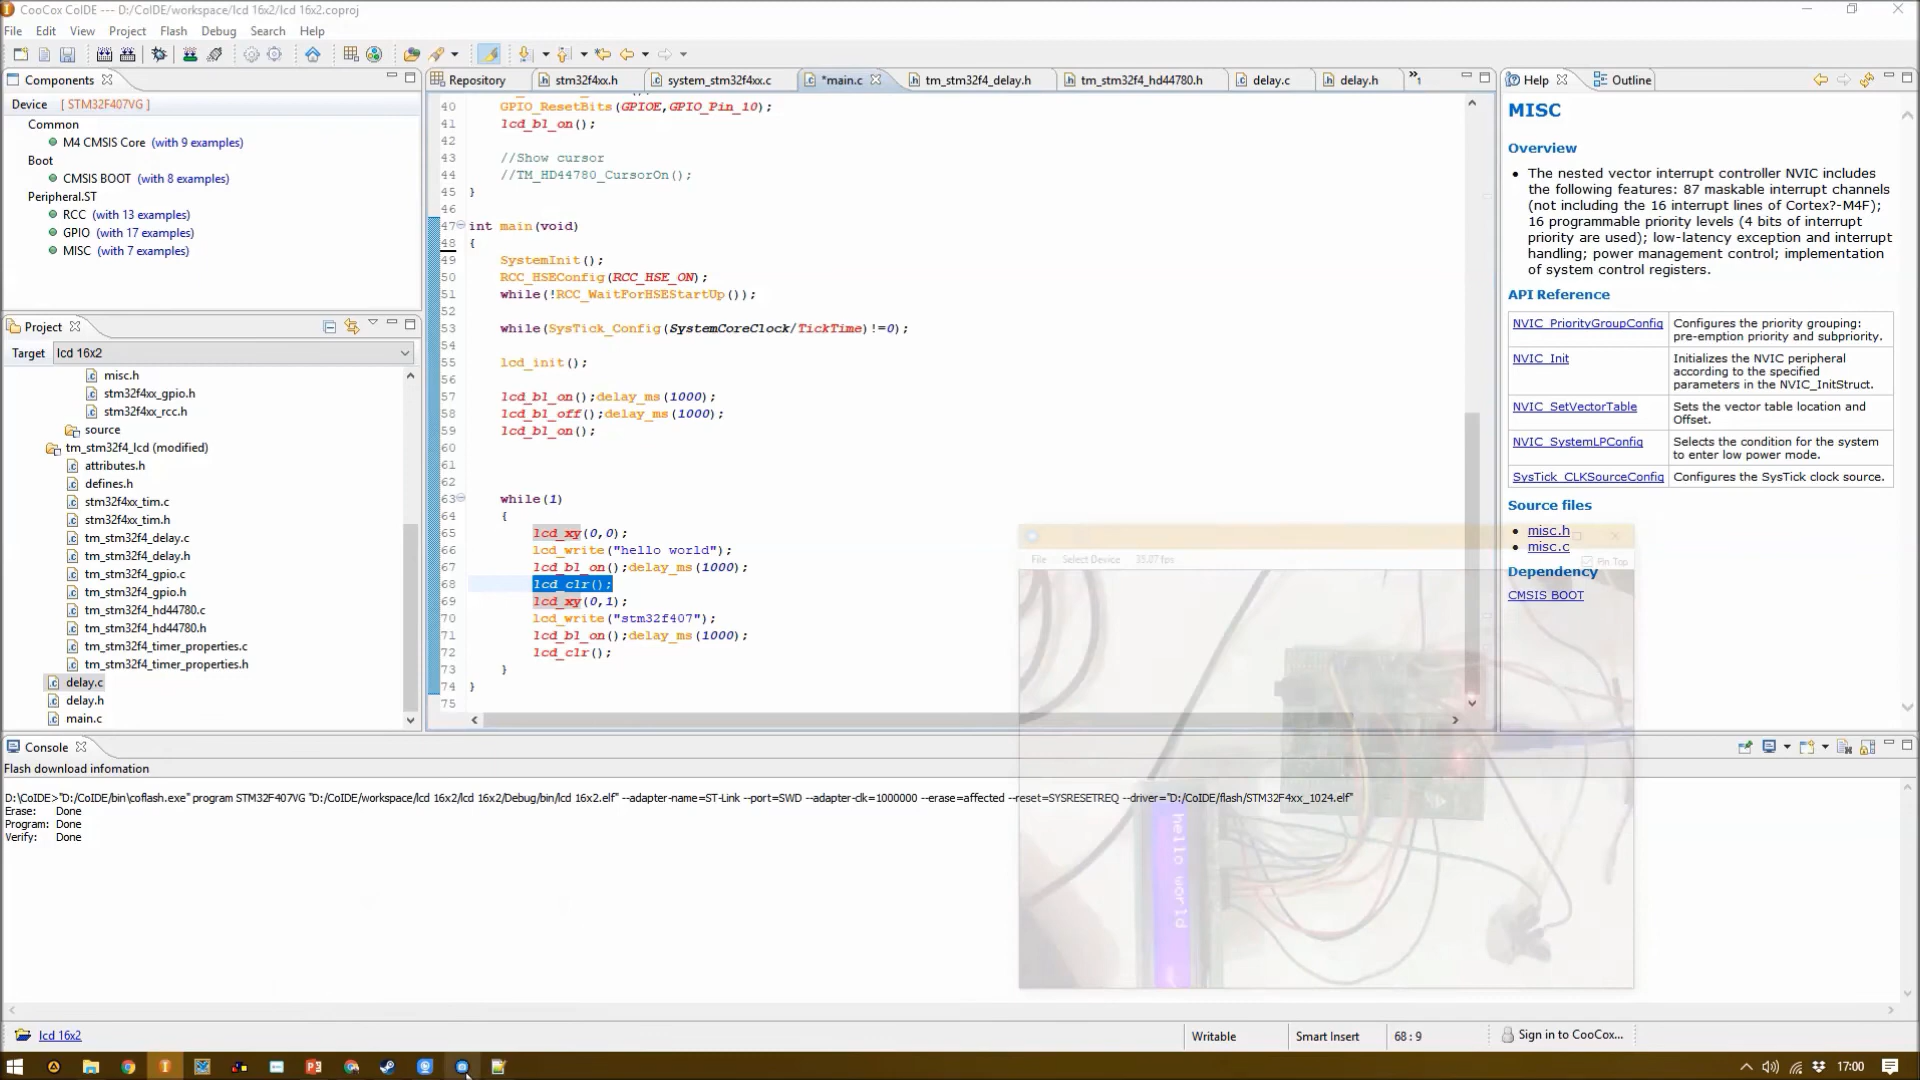 CooCox CoIDE --- D:/CoIDE/workspace/lcd 16x2/lcd 16x2.coproj
File Edit View Project Flash Debug Search Help
Components
Device [ STM32F407VG ]
Common
M4 CMSIS Core (with 9 examples)
Boot
CMSIS BOOT (with 8 examples)
Peripheral.ST
RCC (with 13 examples)
GPIO (with 17 examples)
MISC (with 7 examples)
Project
Target lcd 16x2
misc.h
stm32f4xx_gpio.h
stm32f4xx_rcc.h
source
tm_stm32f4_lcd (modified)
attributes.h
defines.h
stm32f4xx_tim.c
stm32f4xx_tim.h
tm_stm32f4_delay.c
tm_stm32f4_delay.h
tm_stm32f4_gpio.c
tm_stm32f4_gpio.h
tm_stm32f4_hd44780.c
tm_stm32f4_hd44780.h
tm_stm32f4_timer_properties.c
tm_stm32f4_timer_properties.h
delay.c
delay.h
main.c
Repository stm32f4xx.h system_stm32f4xx.c *main.c tm_stm32f4_delay.h tm_stm32f4_hd44780.h delay.c delay.h »1
40 GPIO_ResetBits(GPIOE,GPIO_Pin_10);
41 lcd_bl_on();
42
43 //Show cursor
44 //TM_HD44780_CursorOn();
45 }
46
47 int main(void)
48 {
49 SystemInit();
50 RCC_HSEConfig(RCC_HSE_ON);
51 while(!RCC_WaitForHSEStartUp());
52
53 while(SysTick_Config(SystemCoreClock/TickTime)!=0);
54
55 lcd_init();
56
57 lcd_bl_on();delay_ms(1000);
58 lcd_bl_off();delay_ms(1000);
59 lcd_bl_on();
60
61
62
63 while(1)
64 {
65 lcd_xy(0,0);
66 lcd_write("hello world");
67 lcd_bl_on();delay_ms(1000);
68 lcd_clr();
69 lcd_xy(0,1);
70 lcd_write("stm32f407");
71 lcd_bl_on();delay_ms(1000);
72 lcd_clr();
73 }
74 }
75
Help Outline
MISC
Overview
The nested vector interrupt controller NVIC includes
the following features: 87 maskable interrupt channels
(not including the 16 interrupt lines of Cortex?-M4F);
16 programmable priority levels (4 bits of interrupt
priority are used); low-latency exception and interrupt
handling; power management control; implementation
of system control registers.
API Reference
NVIC_PriorityGroupConfig Configures the priority grouping:
pre-emption priority and subpriority.
NVIC_Init Initializes the NVIC peripheral
according to the specified
parameters in the NVIC_InitStruct.
NVIC_SetVectorTable Sets the vector table location and
Offset.
NVIC_SystemLPConfig Selects the condition for the system
to enter low power mode.
SysTick_CLKSourceConfig Configures the SysTick clock source.
Source files
misc.h
misc.c
Dependency
CMSIS BOOT
File Select Device Pin Top
hello world
Console
Flash download infomation
D:\CoIDE>"D:/CoIDE/bin\coflash.exe" program STM32F407VG "D:/CoIDE/workspace/lcd 16x2/lcd 16x2/Debug/bin/lcd 16x2.elf" --adapter-name=ST-Link --port=SWD --adapter-clk=1000000 --erase=affected --reset=SYSRESETREQ --driver="D:/CoIDE/flash/STM32F4xx_1024.elf"
Erase: Done
Program: Done
Verify: Done
lcd 16x2 Writable Smart Insert 68 : 9 Sign in to CooCox...
17:00